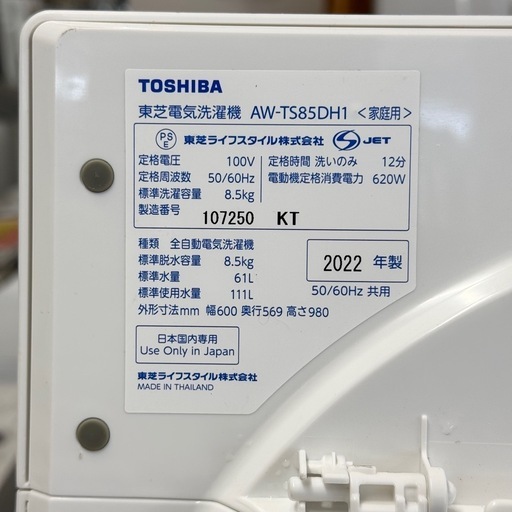 TOSHIBA
東芝電気洗濯機 AW-TS85DH1 <家庭用>
PS E 東芝ライフスタイル株式会社 S JET
定格電圧 100V 定格時間 洗いのみ 12分
定格周波数 50/60Hz 電動機定格消費電力 620W
標準洗濯容量 8.5kg
製造番号 107250 KT
種類 全自動電気洗濯機
標準脱水容量 8.5kg 2022 年製
標準水量 61L
標準使用水量 111L 50/60Hz 共用
外形寸法mm 幅600 奥行569 高さ980
日本国内専用
Use Only in Japan
東芝ライフスタイル株式会社
MADE IN THAILAND